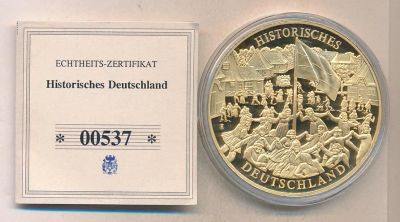 ECHTHEITS-ZERTIFIKAT
Historisches Deutschland
* 00537 *
HISTORISCHES
DEUTSCHLAND